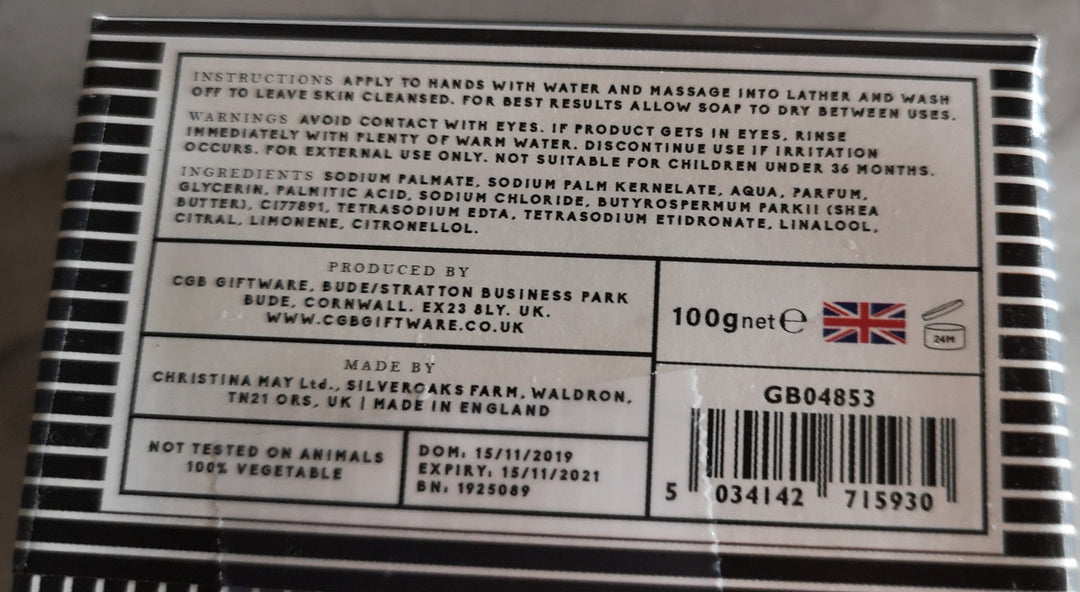 INSTRUCTIONS APPLY TO HANDS WITH WATER AND MASSAGE INTO LATHER AND WASH
OFF TO LEAVE SKIN CLEANSED. FOR BEST RESULTS ALLOW SOAP TO DRY BETWEEN USES.
WARNINGS AVOID CONTACT WITH EYES. IF PRODUCT GETS IN EYES, RINSE
IMMEDIATELY WITH PLENTY OF WARM WATER. DISCONTINUE USE IF IRRITATION
OCCURS. FOR EXTERNAL USE ONLY. NOT SUITABLE FOR CHILDREN UNDER 36 MONTHS.
INGREDIENTS SODIUM PALMATE, SODIUM PALM KERNELATE, AQUA, PARFUM,
GLYCERIN, PALMITIC ACID, SODIUM CHLORIDE, BUTYROSPERMUM PARKII (SHEA
BUTTER), CI77891, TETRASODIUM EDTA, TETRASODIUM ETIDRONATE, LINALOOL,
CITRAL, LIMONENE, CITRONELLOL.
PRODUCED BY
CGB GIFTWARE, BUDE/STRATTON BUSINESS PARK
BUDE, CORNWALL. EX23 8LY. UK.
WWW.CGBGIFTWARE.CO.UK
100gnet℮
24M
MADE BY
CHRISTINA MAY Ltd., SILVEROAKS FARM, WALDRON,
TN21 ORS, UK | MADE IN ENGLAND
NOT TESTED ON ANIMALS
100% VEGETABLE
DOM: 15/11/2019
EXPIRY: 15/11/2021
BN: 1925089
GB04853
5 034142 715930